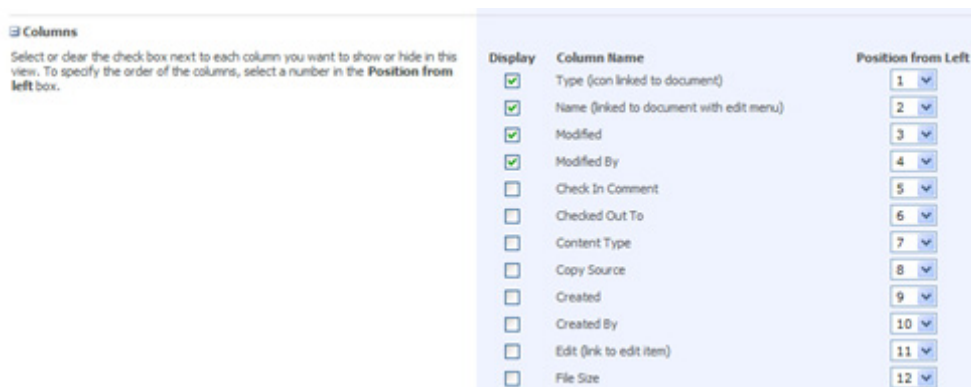 Columns
Select or clear the check box next to each column you want to show or hide in this
view. To specify the order of the columns, select a number in the Position from
left box.
Display Column Name Position from Left
Type (icon linked to document) 1
Name (linked to document with edit menu) 2
Modified 3
Modified By 4
Check In Comment 5
Checked Out To 6
Content Type 7
Copy Source 8
Created 9
Created By 10
Edit (link to edit item) 11
File Size 12